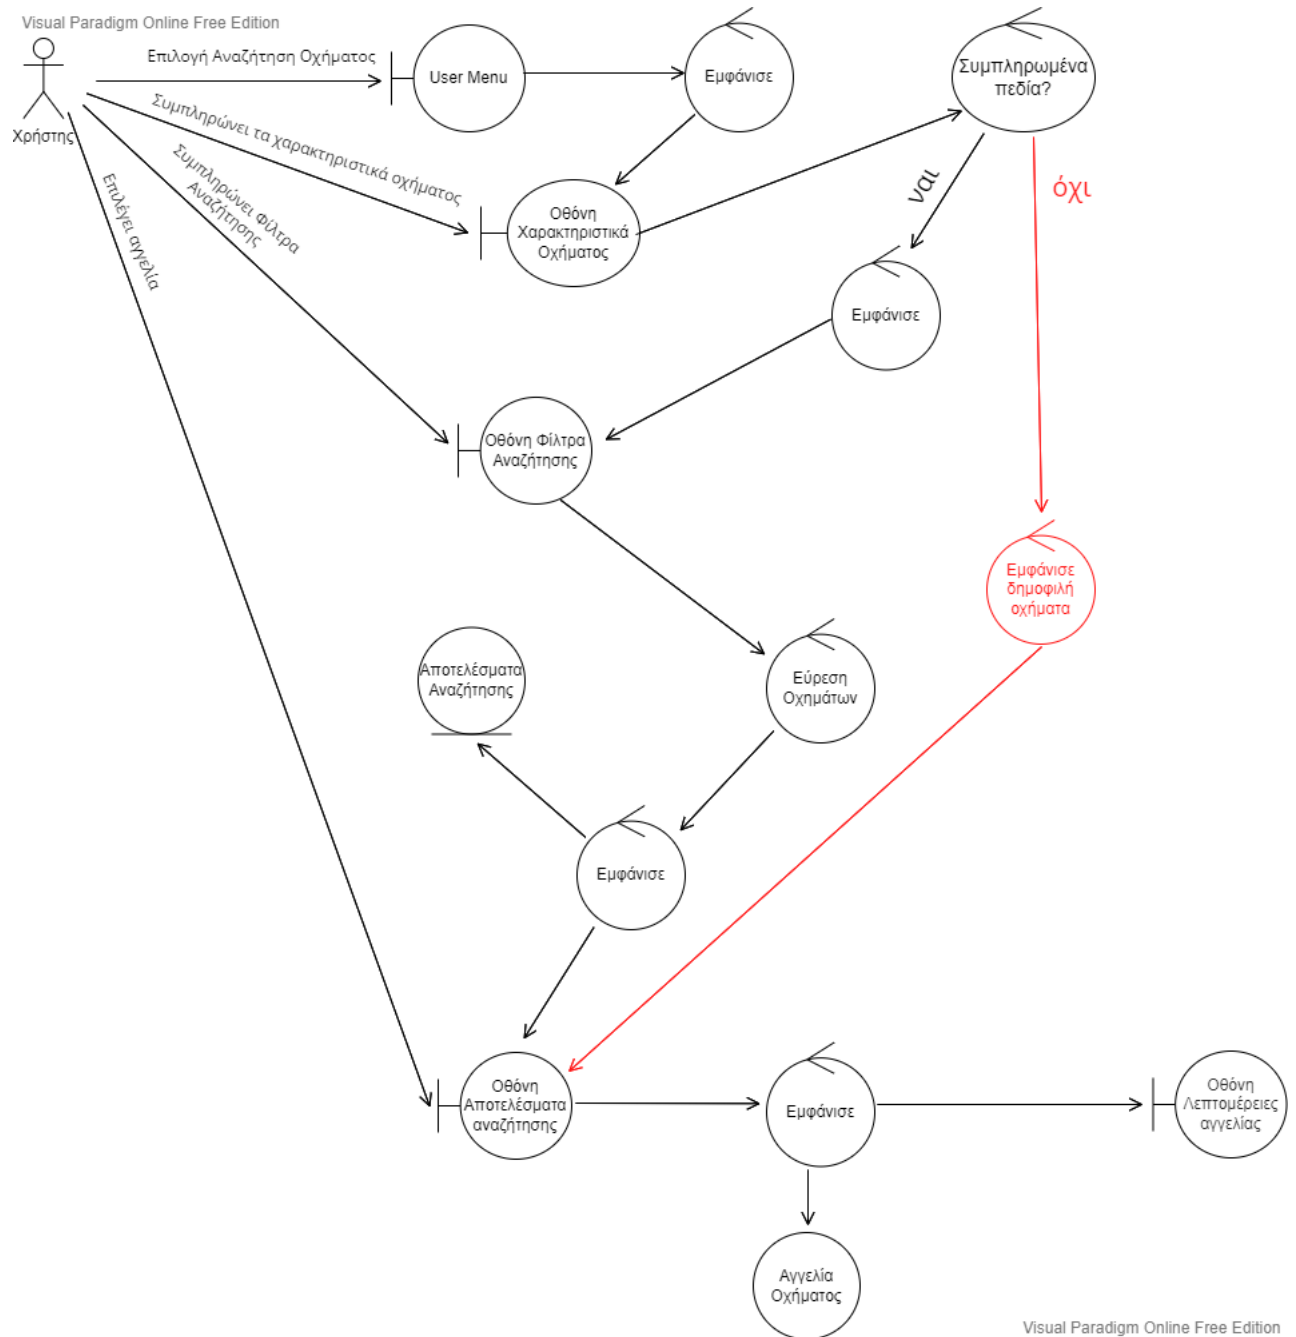 Visual Paradigm Online Free Edition
Επιλογή Αναζήτηση Οχήματος
User Menu
Εμφάνισε
Συμπληρωμένα
πεδία?
Χρήστης
Συμπληρώνει τα χαρακτηριστικά οχήματος
Συμπληρώνει Φίλτρα
Αναζήτησης
Επιλέγει αγγελία
Οθόνη
Χαρακτηριστικά
Οχήματος
ναι
όχι
Εμφάνισε
Οθόνη Φίλτρα
Αναζήτησης
Εμφάνισε
δημοφιλή
οχήματα
Αποτελέσματα
Αναζήτησης
Εύρεση
Οχημάτων
Εμφάνισε
Οθόνη
Αποτελέσματα
αναζήτησης
Εμφάνισε
Οθόνη
Λεπτομέρειες
αγγελίας
Αγγελία
Οχήματος
Visual Paradigm Online Free Edition